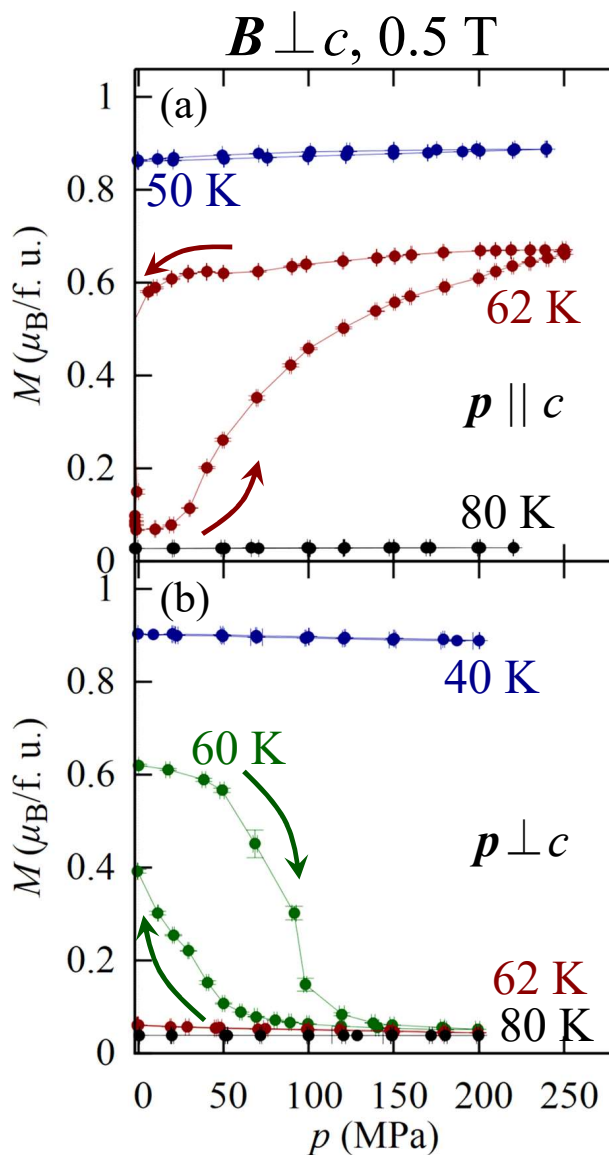 B ⊥ c, 0.5 T
(a)
1
0.8
0.6
0.4
0.2
0
M (μB/f. u.)
50 K
62 K
p || c
80 K
(b)
1
0.8
0.6
0.4
0.2
0
M (μB/f. u.)
40 K
60 K
p ⊥ c
62 K
80 K
0 50 100 150 200 250
p (MPa)